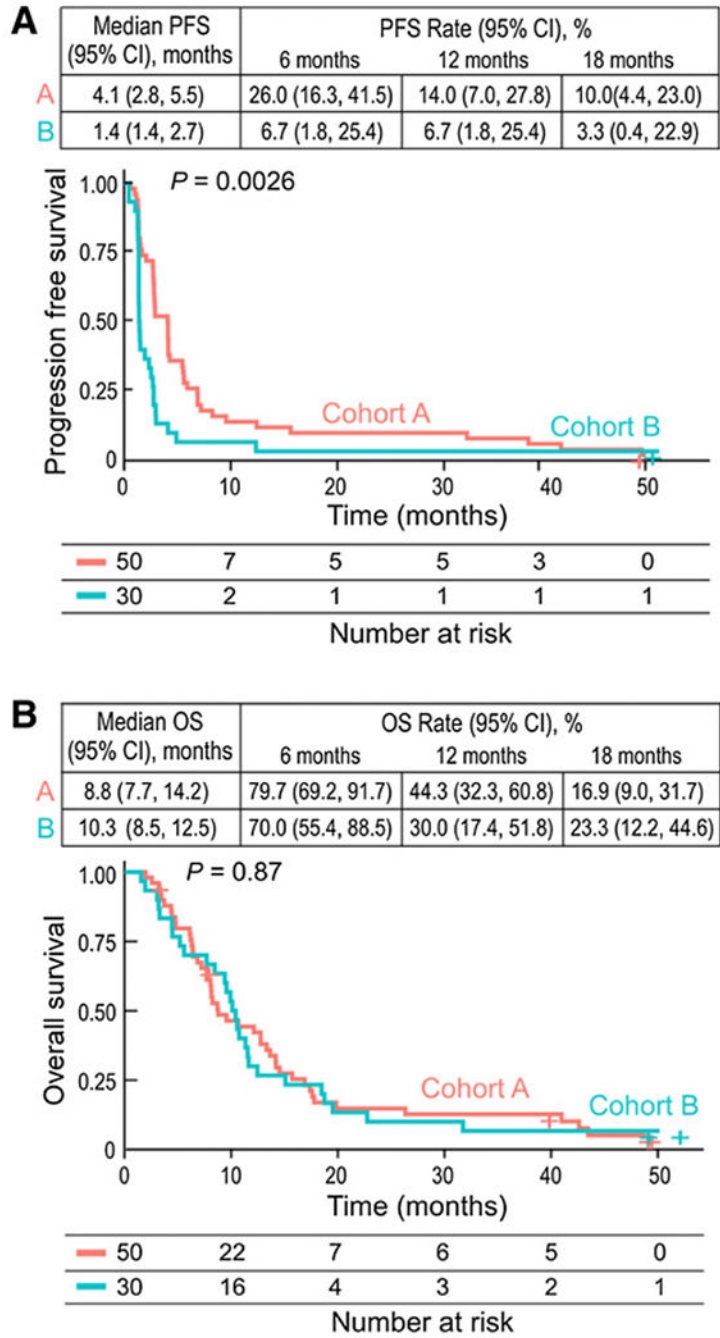 A
Median PFS (95% CI), months PFS Rate (95% CI), %
6 months 12 months 18 months
A 4.1 (2.8, 5.5) 26.0 (16.3, 41.5) 14.0 (7.0, 27.8) 10.0(4.4, 23.0)
B 1.4 (1.4, 2.7) 6.7 (1.8, 25.4) 6.7 (1.8, 25.4) 3.3 (0.4, 22.9)
P = 0.0026
Progression free survival
1.00
0.75
0.50
0.25
0
Cohort A
Cohort B
0 10 20 30 40 50
Time (months)
50 7 5 5 3 0
30 2 1 1 1 1
Number at risk
B
Median OS (95% CI), months OS Rate (95% CI), %
6 months 12 months 18 months
A 8.8 (7.7, 14.2) 79.7 (69.2, 91.7) 44.3 (32.3, 60.8) 16.9 (9.0, 31.7)
B 10.3 (8.5, 12.5) 70.0 (55.4, 88.5) 30.0 (17.4, 51.8) 23.3 (12.2, 44.6)
P = 0.87
Overall survival
1.00
0.75
0.50
0.25
0
Cohort A
Cohort B
0 10 20 30 40 50
Time (months)
50 22 7 6 5 0
30 16 4 3 2 1
Number at risk